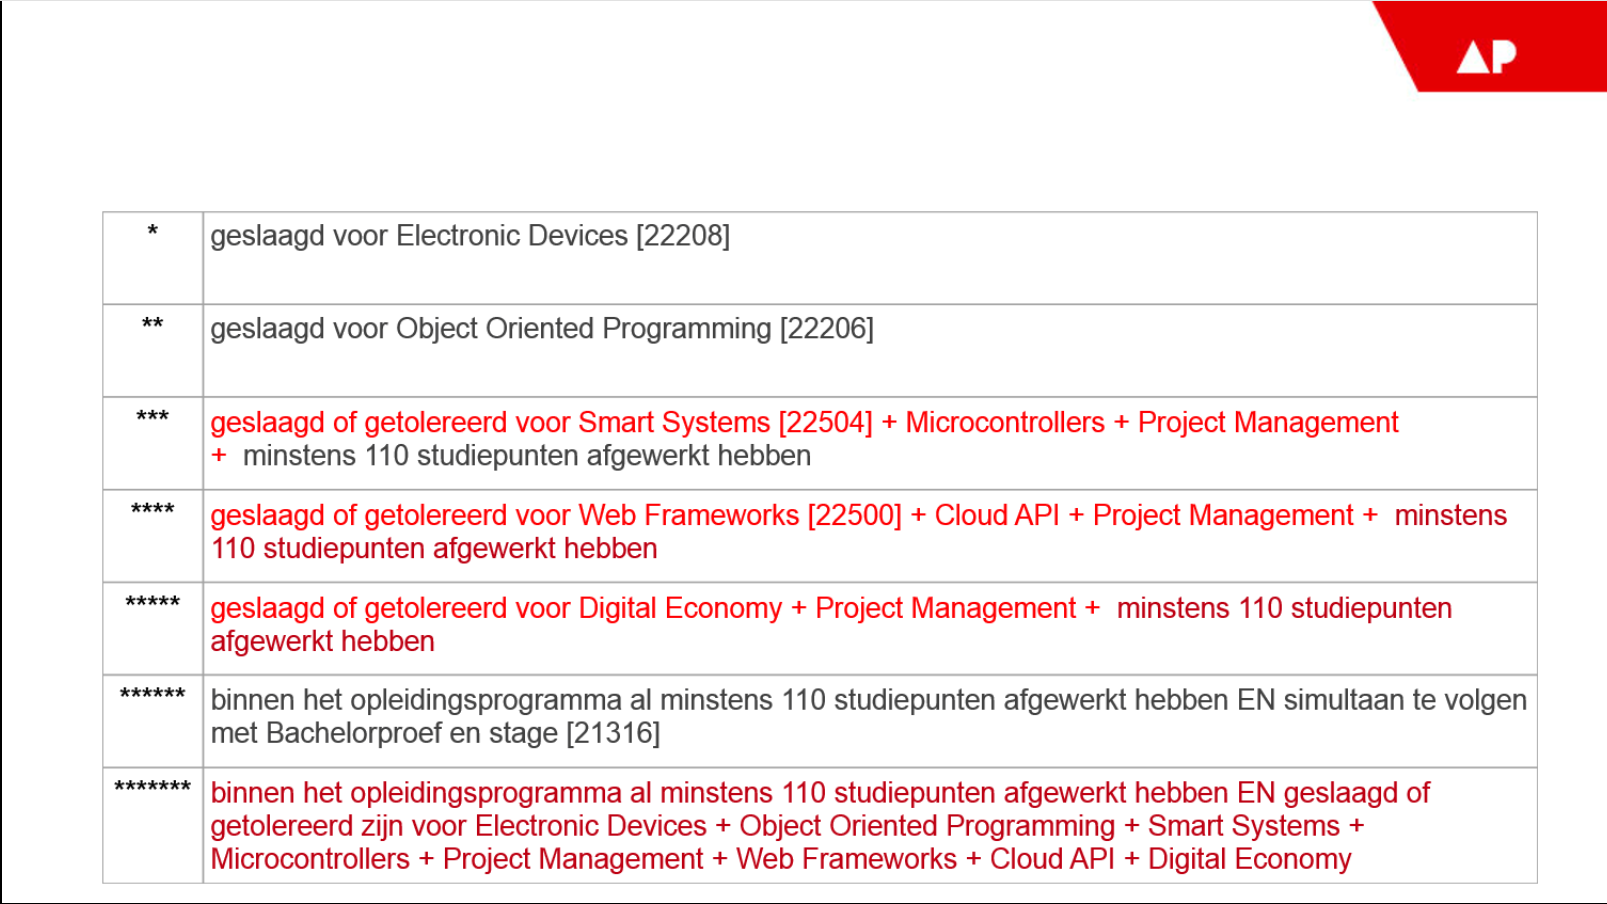 AP
* geslaagd voor Electronic Devices [22208]
** geslaagd voor Object Oriented Programming [22206]
*** geslaagd of getolereerd voor Smart Systems [22504] + Microcontrollers + Project Management
+ minstens 110 studiepunten afgewerkt hebben
**** geslaagd of getolereerd voor Web Frameworks [22500] + Cloud API + Project Management + minstens
110 studiepunten afgewerkt hebben
***** geslaagd of getolereerd voor Digital Economy + Project Management + minstens 110 studiepunten
afgewerkt hebben
****** binnen het opleidingsprogramma al minstens 110 studiepunten afgewerkt hebben EN simultaan te volgen
met Bachelorproef en stage [21316]
******* binnen het opleidingsprogramma al minstens 110 studiepunten afgewerkt hebben EN geslaagd of
getolereerd zijn voor Electronic Devices + Object Oriented Programming + Smart Systems +
Microcontrollers + Project Management + Web Frameworks + Cloud API + Digital Economy